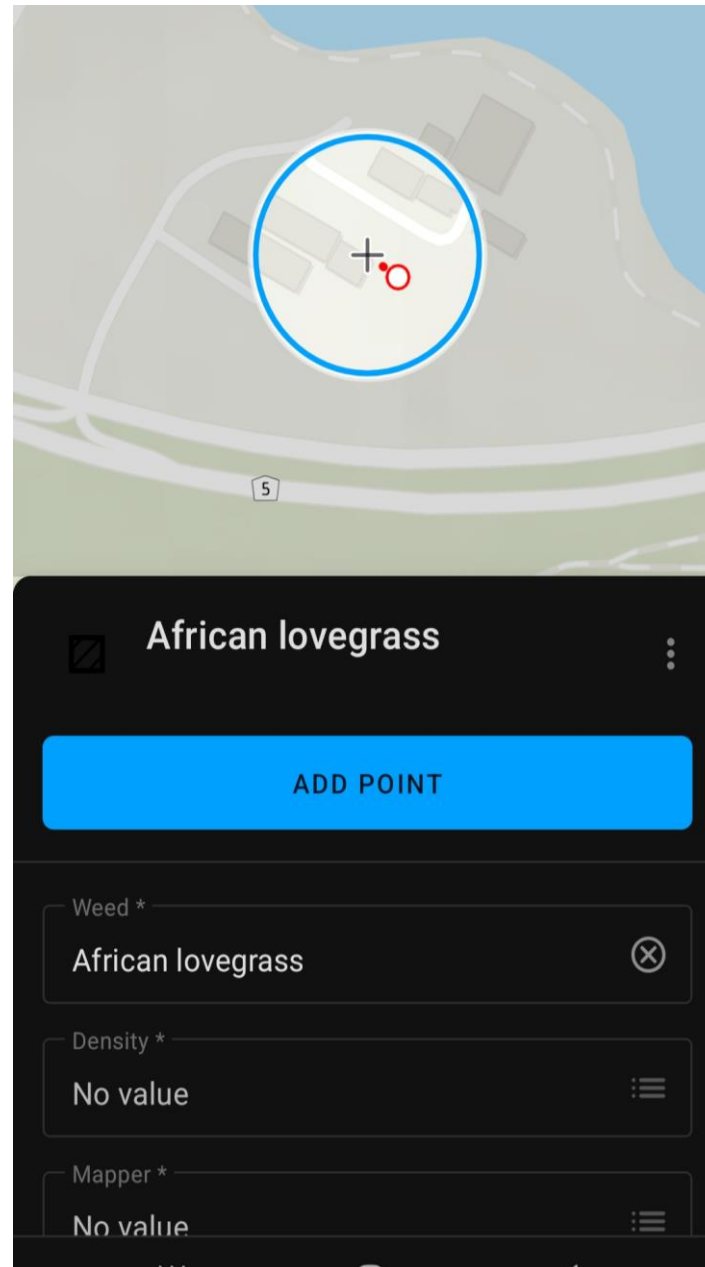 5
African lovegrass
ADD POINT
Weed *
African lovegrass
Density *
No value
Mapper *
No value